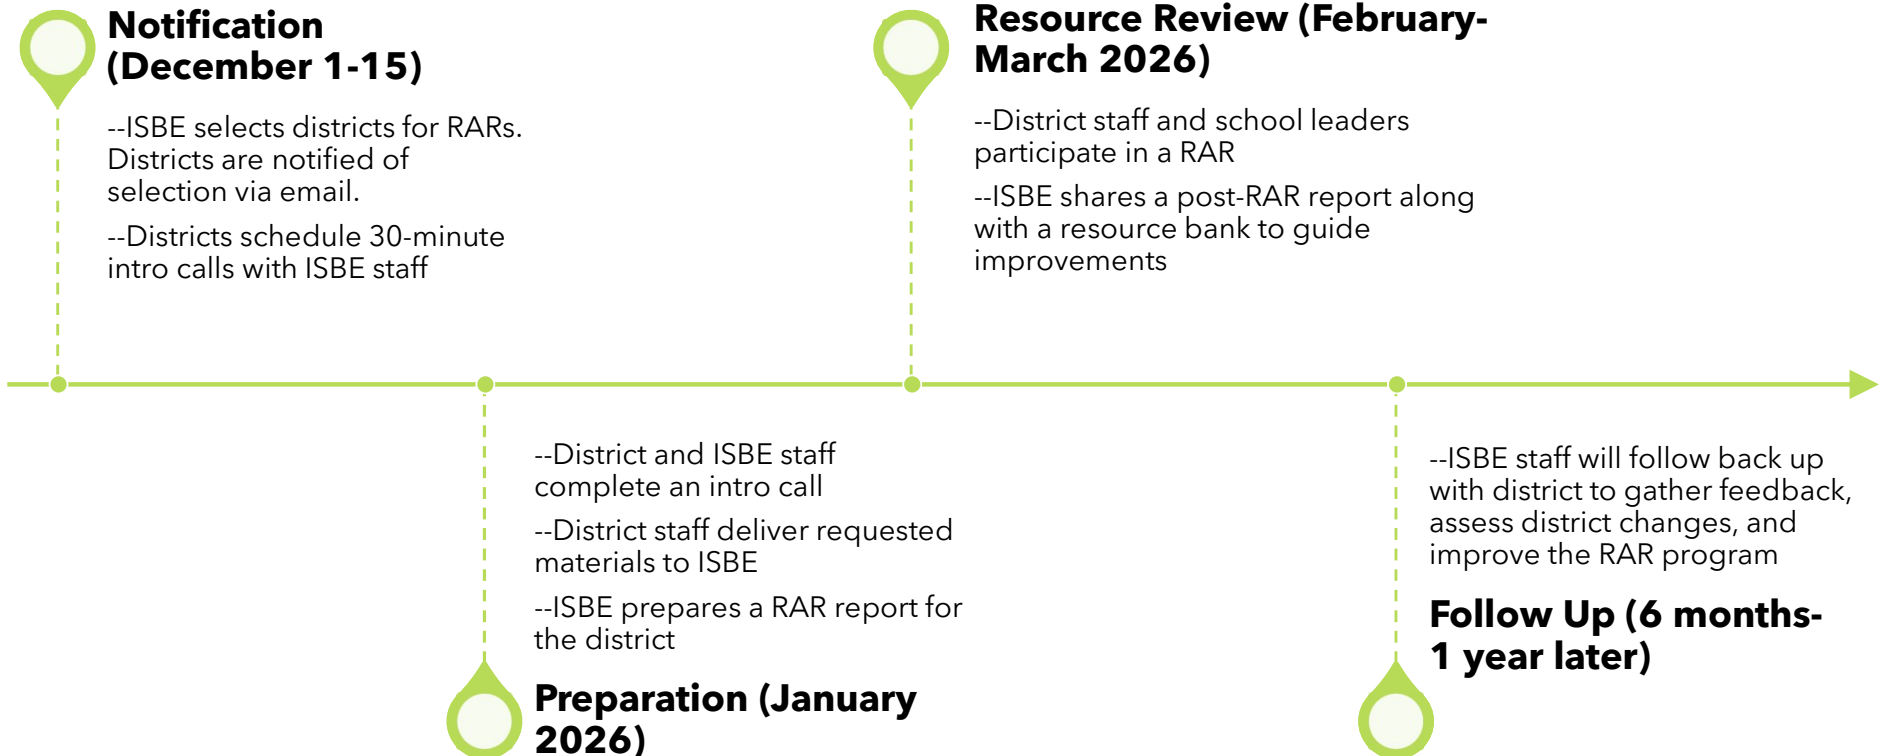 Notification
(December 1-15)
--ISBE selects districts for RARs.
Districts are notified of
selection via email.
--Districts schedule 30-minute
intro calls with ISBE staff
--District and ISBE staff
complete an intro call
--District staff deliver requested
materials to ISBE
--ISBE prepares a RAR report for
the district
Preparation (January
2026)
Resource Review (February-
March 2026)
--District staff and school leaders
participate in a RAR
--ISBE shares a post-RAR report along
with a resource bank to guide
improvements
--ISBE staff will follow back up
with district to gather feedback,
assess district changes, and
improve the RAR program
Follow Up (6 months-
1 year later)